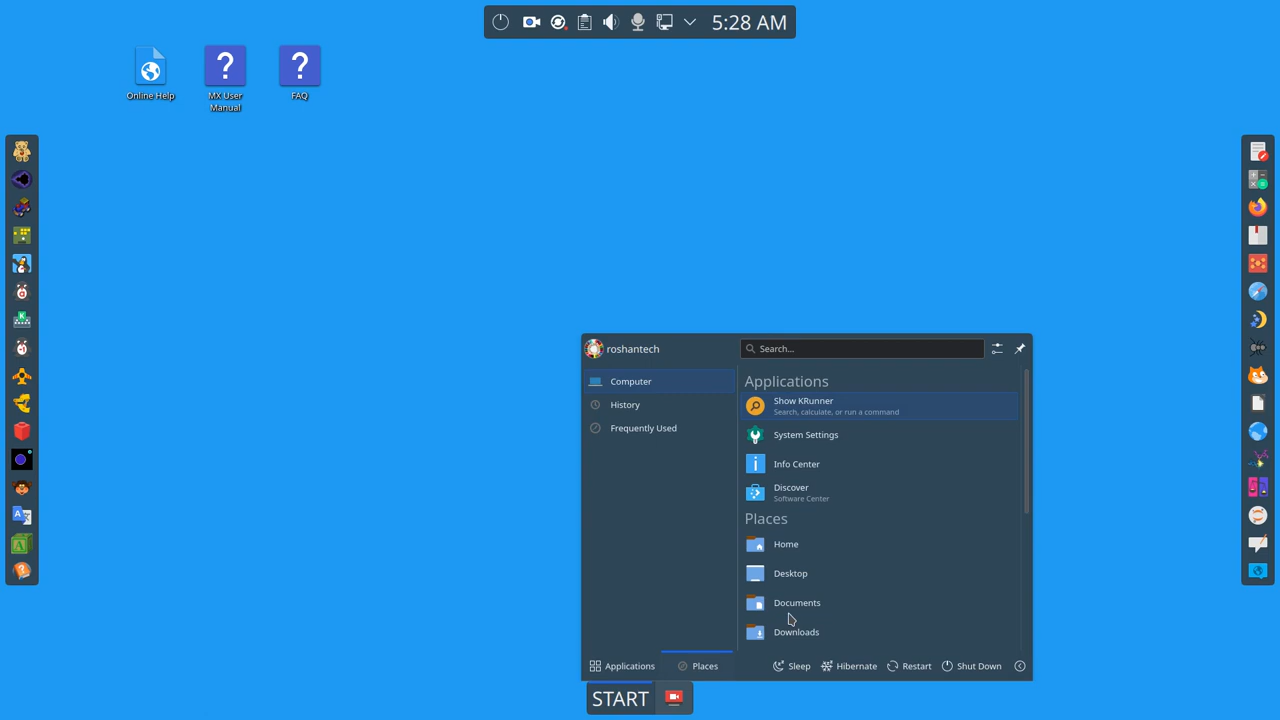 5:28 AM
Online Help
MX User
Manual
FAQ
roshantech
Search...
Computer
History
Frequently Used
Applications
Show KRunner
Search, calculate, or run a command
System Settings
Info Center
Discover
Software Center
Places
Home
Desktop
Documents
Downloads
Applications
Places
Sleep
Hibernate
Restart
Shut Down
START